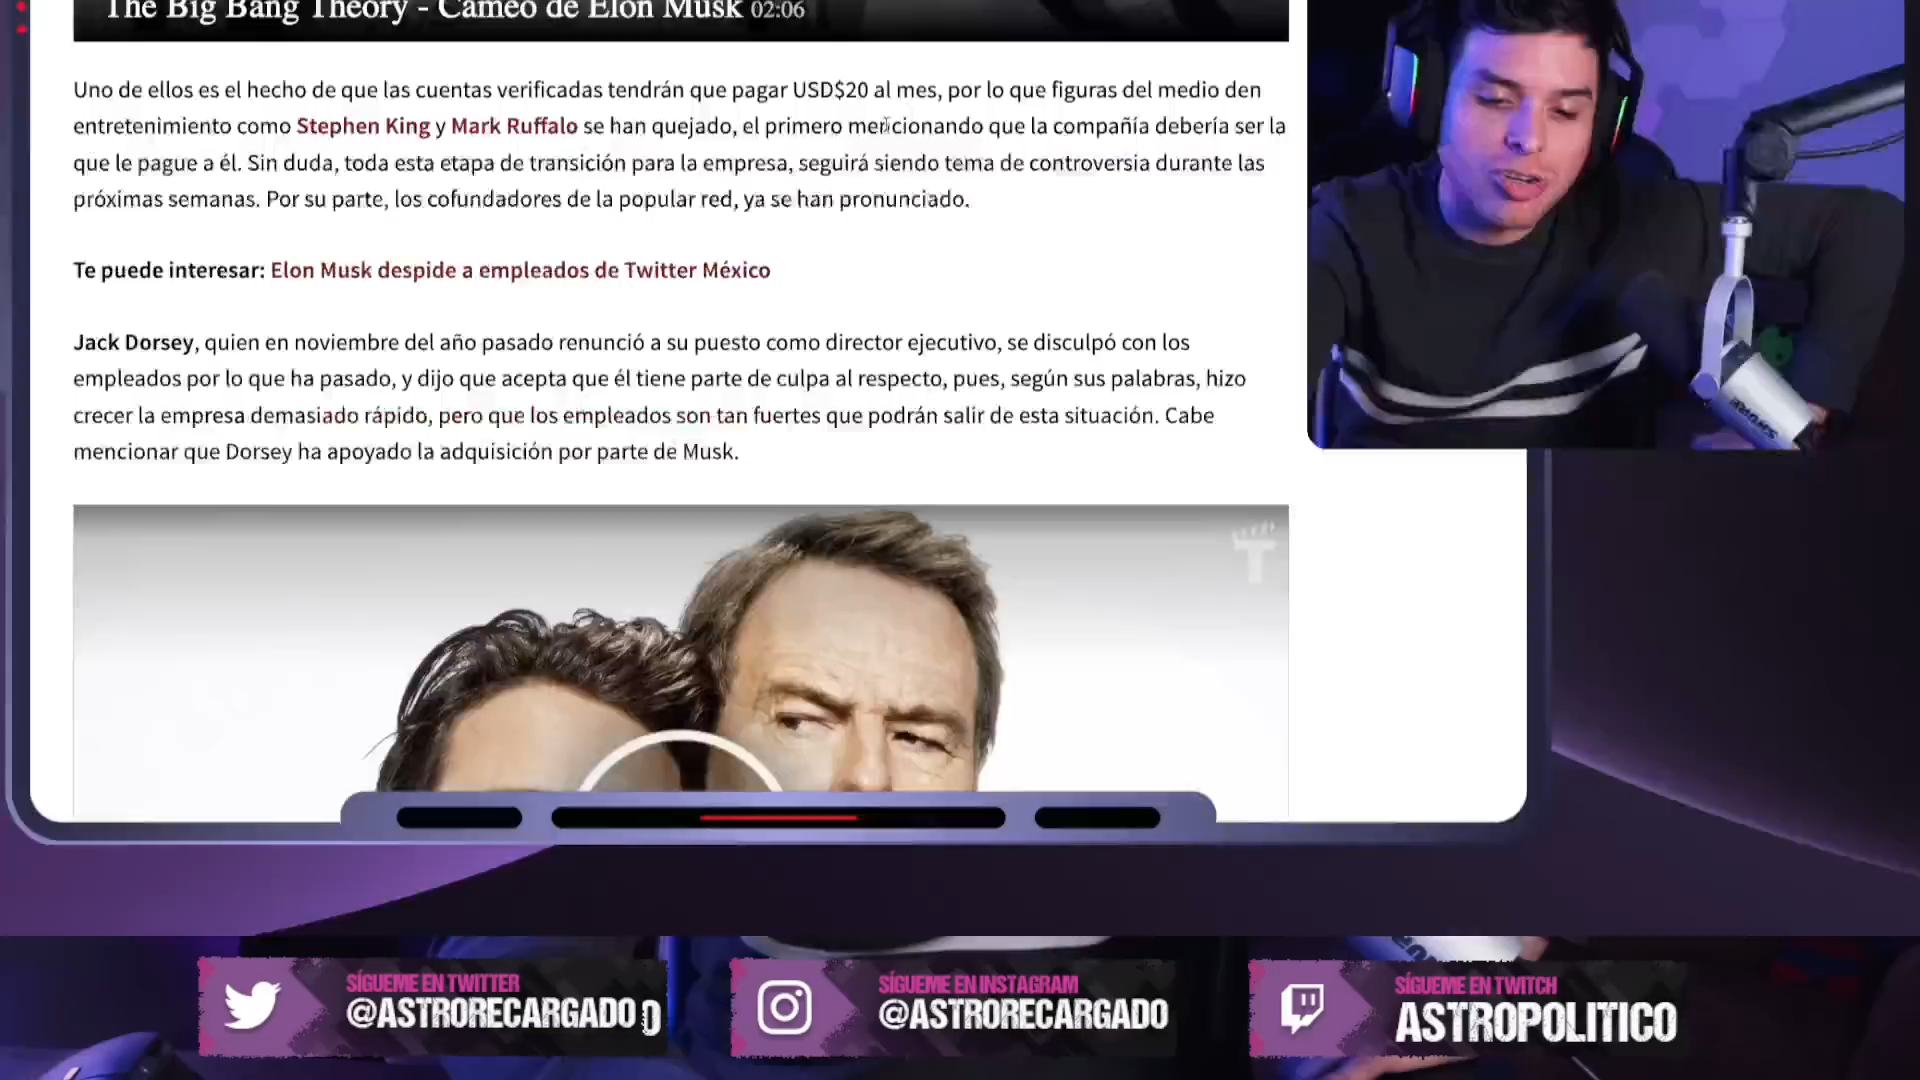 The Big Bang Theory - Cameo de Elon Musk 02:06
Uno de ellos es el hecho de que las cuentas verificadas tendrán que pagar USD$20 al mes, por lo que figuras del medio den
entretenimiento como Stephen King y Mark Ruffalo se han quejado, el primero mencionando que la compañía debería ser la
que le pague a él. Sin duda, toda esta etapa de transición para la empresa, seguirá siendo tema de controversia durante las
próximas semanas. Por su parte, los cofundadores de la popular red, ya se han pronunciado.
Te puede interesar: Elon Musk despide a empleados de Twitter México
Jack Dorsey, quien en noviembre del año pasado renunció a su puesto como director ejecutivo, se disculpó con los
empleados por lo que ha pasado, y dijo que acepta que él tiene parte de culpa al respecto, pues, según sus palabras, hizo
crecer la empresa demasiado rápido, pero que los empleados son tan fuertes que podrán salir de esta situación. Cabe
mencionar que Dorsey ha apoyado la adquisición por parte de Musk.
T
SHURE
SÍGUEME EN TWITTER
@ASTRORECARGADO
SÍGUEME EN INSTAGRAM
@ASTRORECARGADO
SÍGUEME EN TWITCH
ASTROPOLITICO